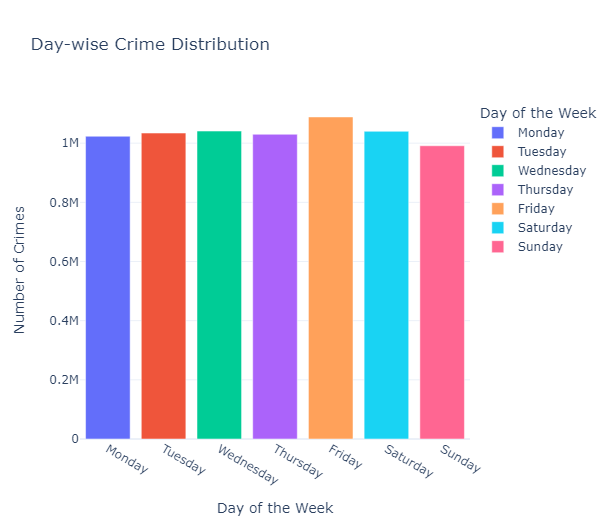 Day-wise Crime Distribution
Day of the Week
Monday
Tuesday
Wednesday
Thursday
Friday
Saturday
Sunday
Number of Crimes
1M
0.8M
0.6M
0.4M
0.2M
0
Monday
Tuesday
Wednesday
Thursday
Friday
Saturday
Sunday
Day of the Week